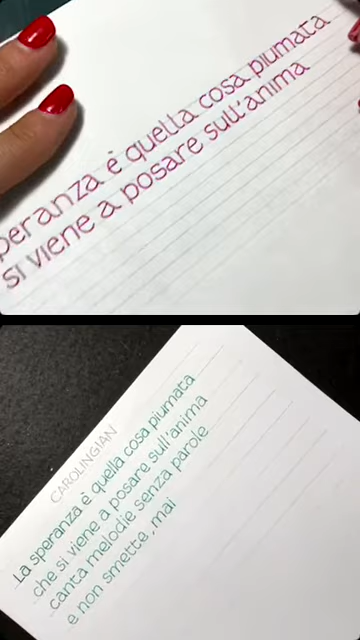 peranza è quella cosa piumata
si viene a posare sull'anima
CAROLINGIAN
La speranza è quella cosa piumata
che si viene a posare sull'anima
canta melodie senza parole
e non smette, mai